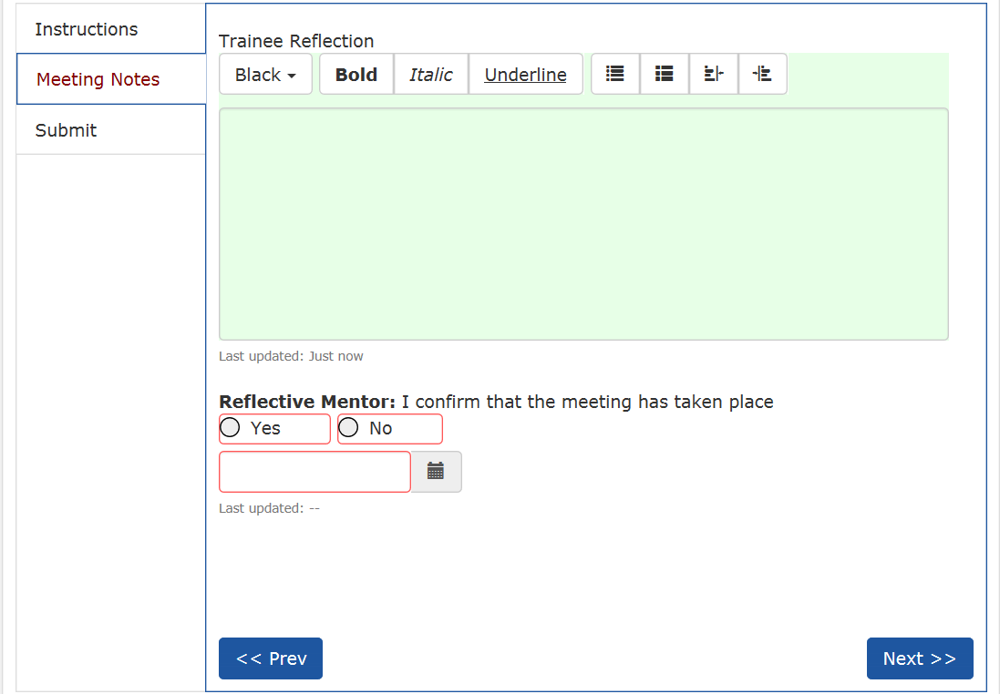 Instructions
Meeting Notes
Submit
Trainee Reflection
Black Bold Italic Underline
Last updated: Just now
Reflective Mentor: I confirm that the meeting has taken place
Yes No
Last updated: --
<< Prev Next >>